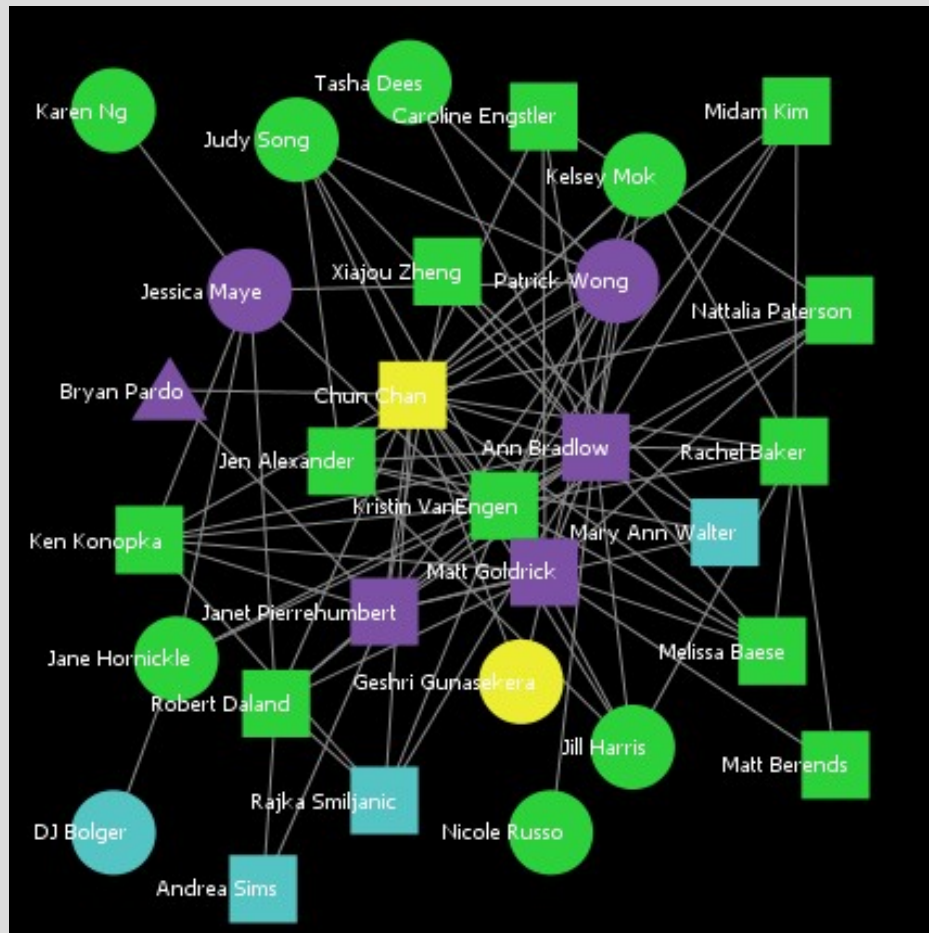 Tasha Dees
Karen Ng
Caroline Engstler
Midam Kim
Judy Song
Kelsey Mok
Xiajou Zheng
Patrick Wong
Jessica Maye
Nattalia Paterson
Bryan Pardo
Chun Chan
Ann Bradlow
Rachel Baker
Jen Alexander
Kristin VanEngen
Mary Ann Walter
Ken Konopka
Matt Goldrick
Janet Pierrehumbert
Melissa Baese
Jane Hornickle
Geshri Gunasekera
Robert Daland
Jill Harris
Matt Berends
Rajka Smiljanic
DJ Bolger
Nicole Russo
Andrea Sims